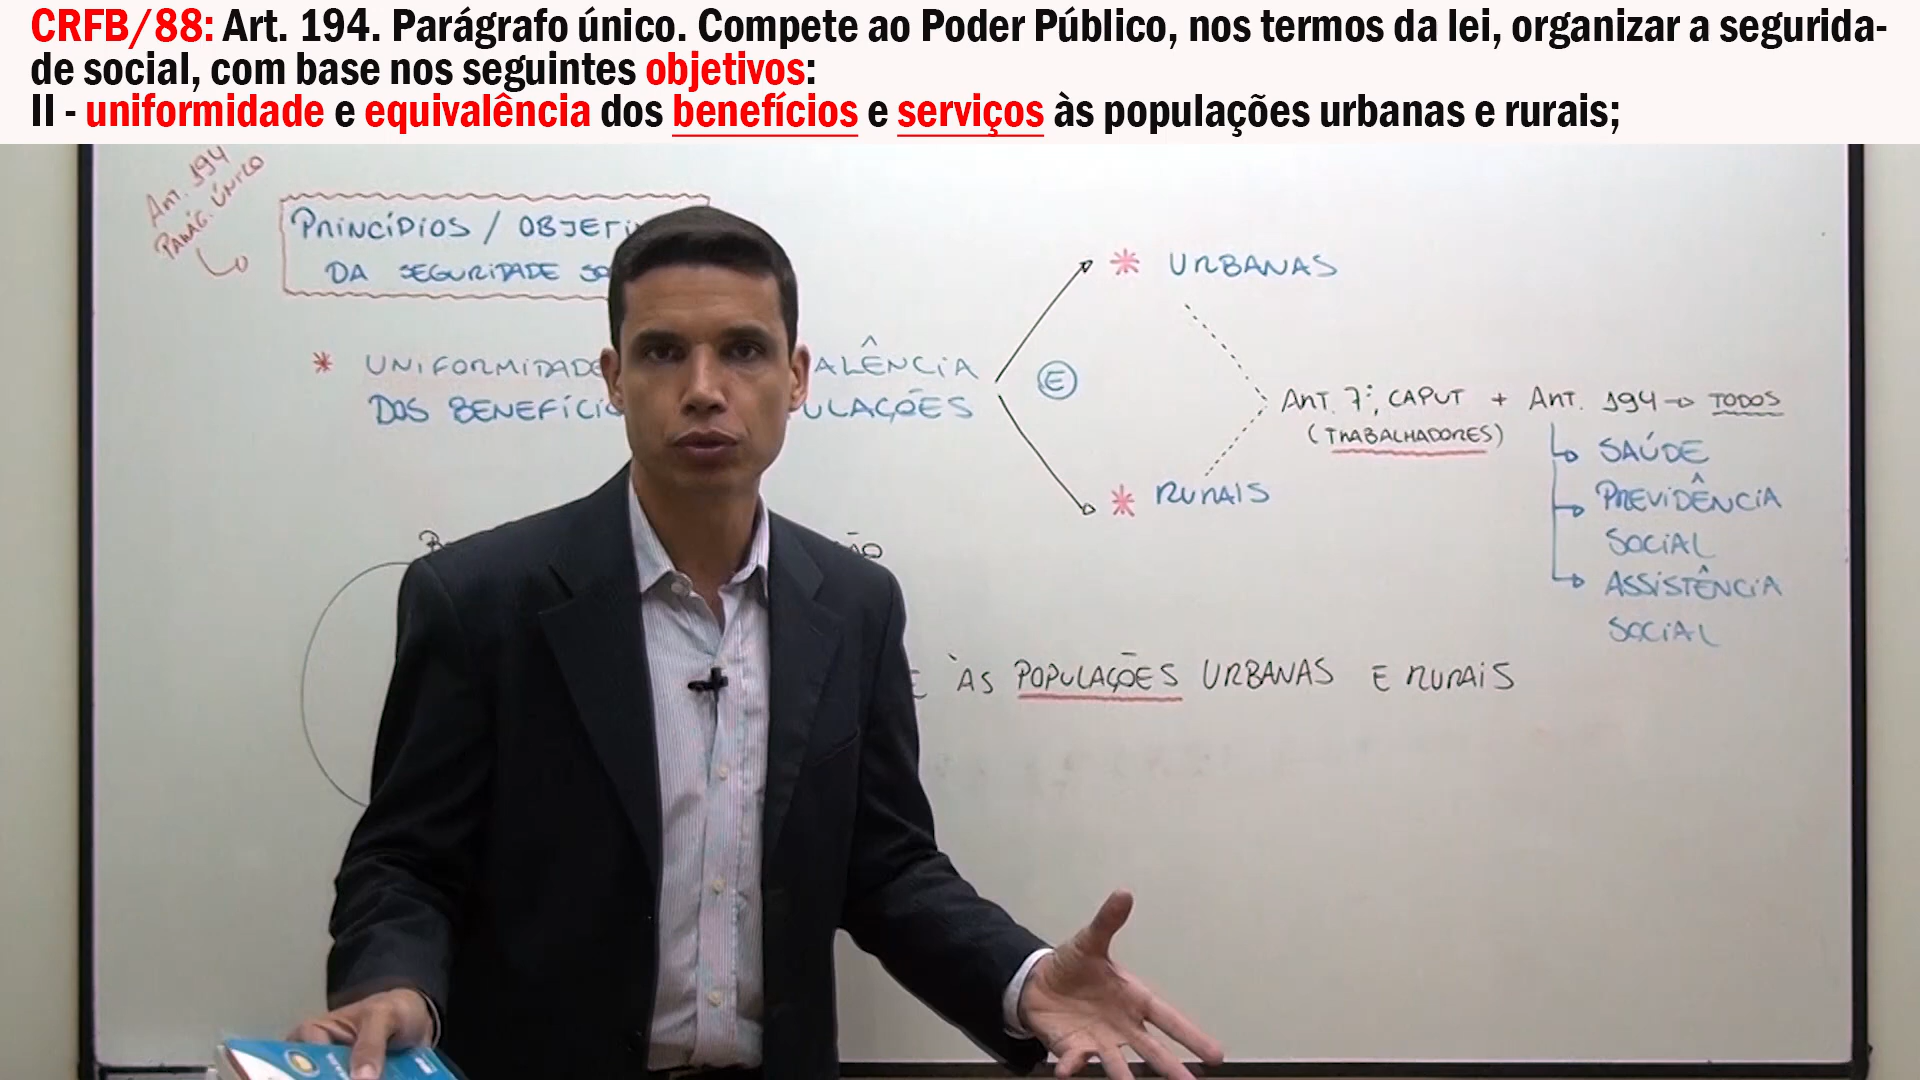 CRFB/88: Art. 194. Parágrafo único. Compete ao Poder Público, nos termos da lei, organizar a segurida-
de social, com base nos seguintes objetivos:
II - uniformidade e equivalência dos benefícios e serviços às populações urbanas e rurais;
ART. 194
PARÁG. ÚNICO
PRINCÍPIOS / OBJETI
DA SEGURIDADE SO
* UNIFORMIDADE ALÊNCIA
DOS BENEFÍCI ULAÇÕES
* URBANAS
E
* RURAIS
ART. 7º, CAPUT + ART. 194 → TODOS
(TRABALHADORES)
SAÚDE
PREVIDÊNCIA
SOCIAL
ASSISTÊNCIA
SOCIAL
ÃO
E ÀS POPULAÇÕES URBANAS E RURAIS